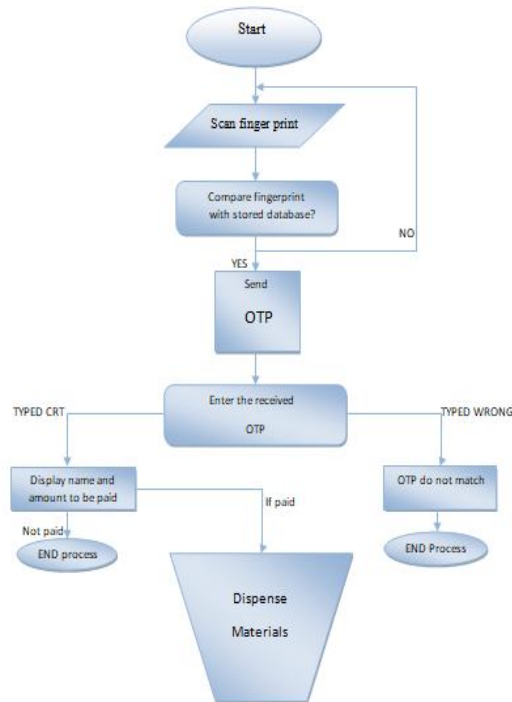 Start
Scan finger print
Compare fingerprint
with stored database?
NO
YES
Send
OTP
Enter the received
OTP
TYPED CRT
TYPED WRONG
Display name and
amount to be paid
OTP do not match
If paid
Not paid
END process
END Process
Dispense
Materials